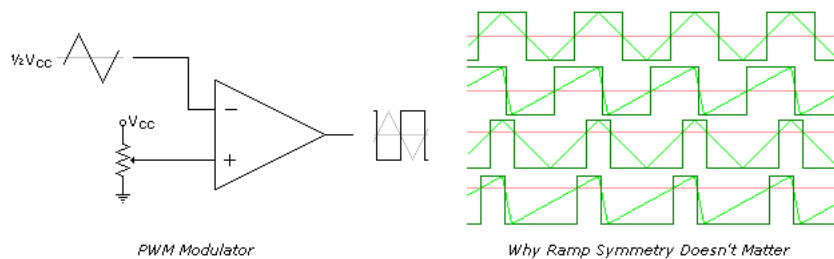 ½Vcc
Vcc
−
+
PWM Modulator
Why Ramp Symmetry Doesn't Matter